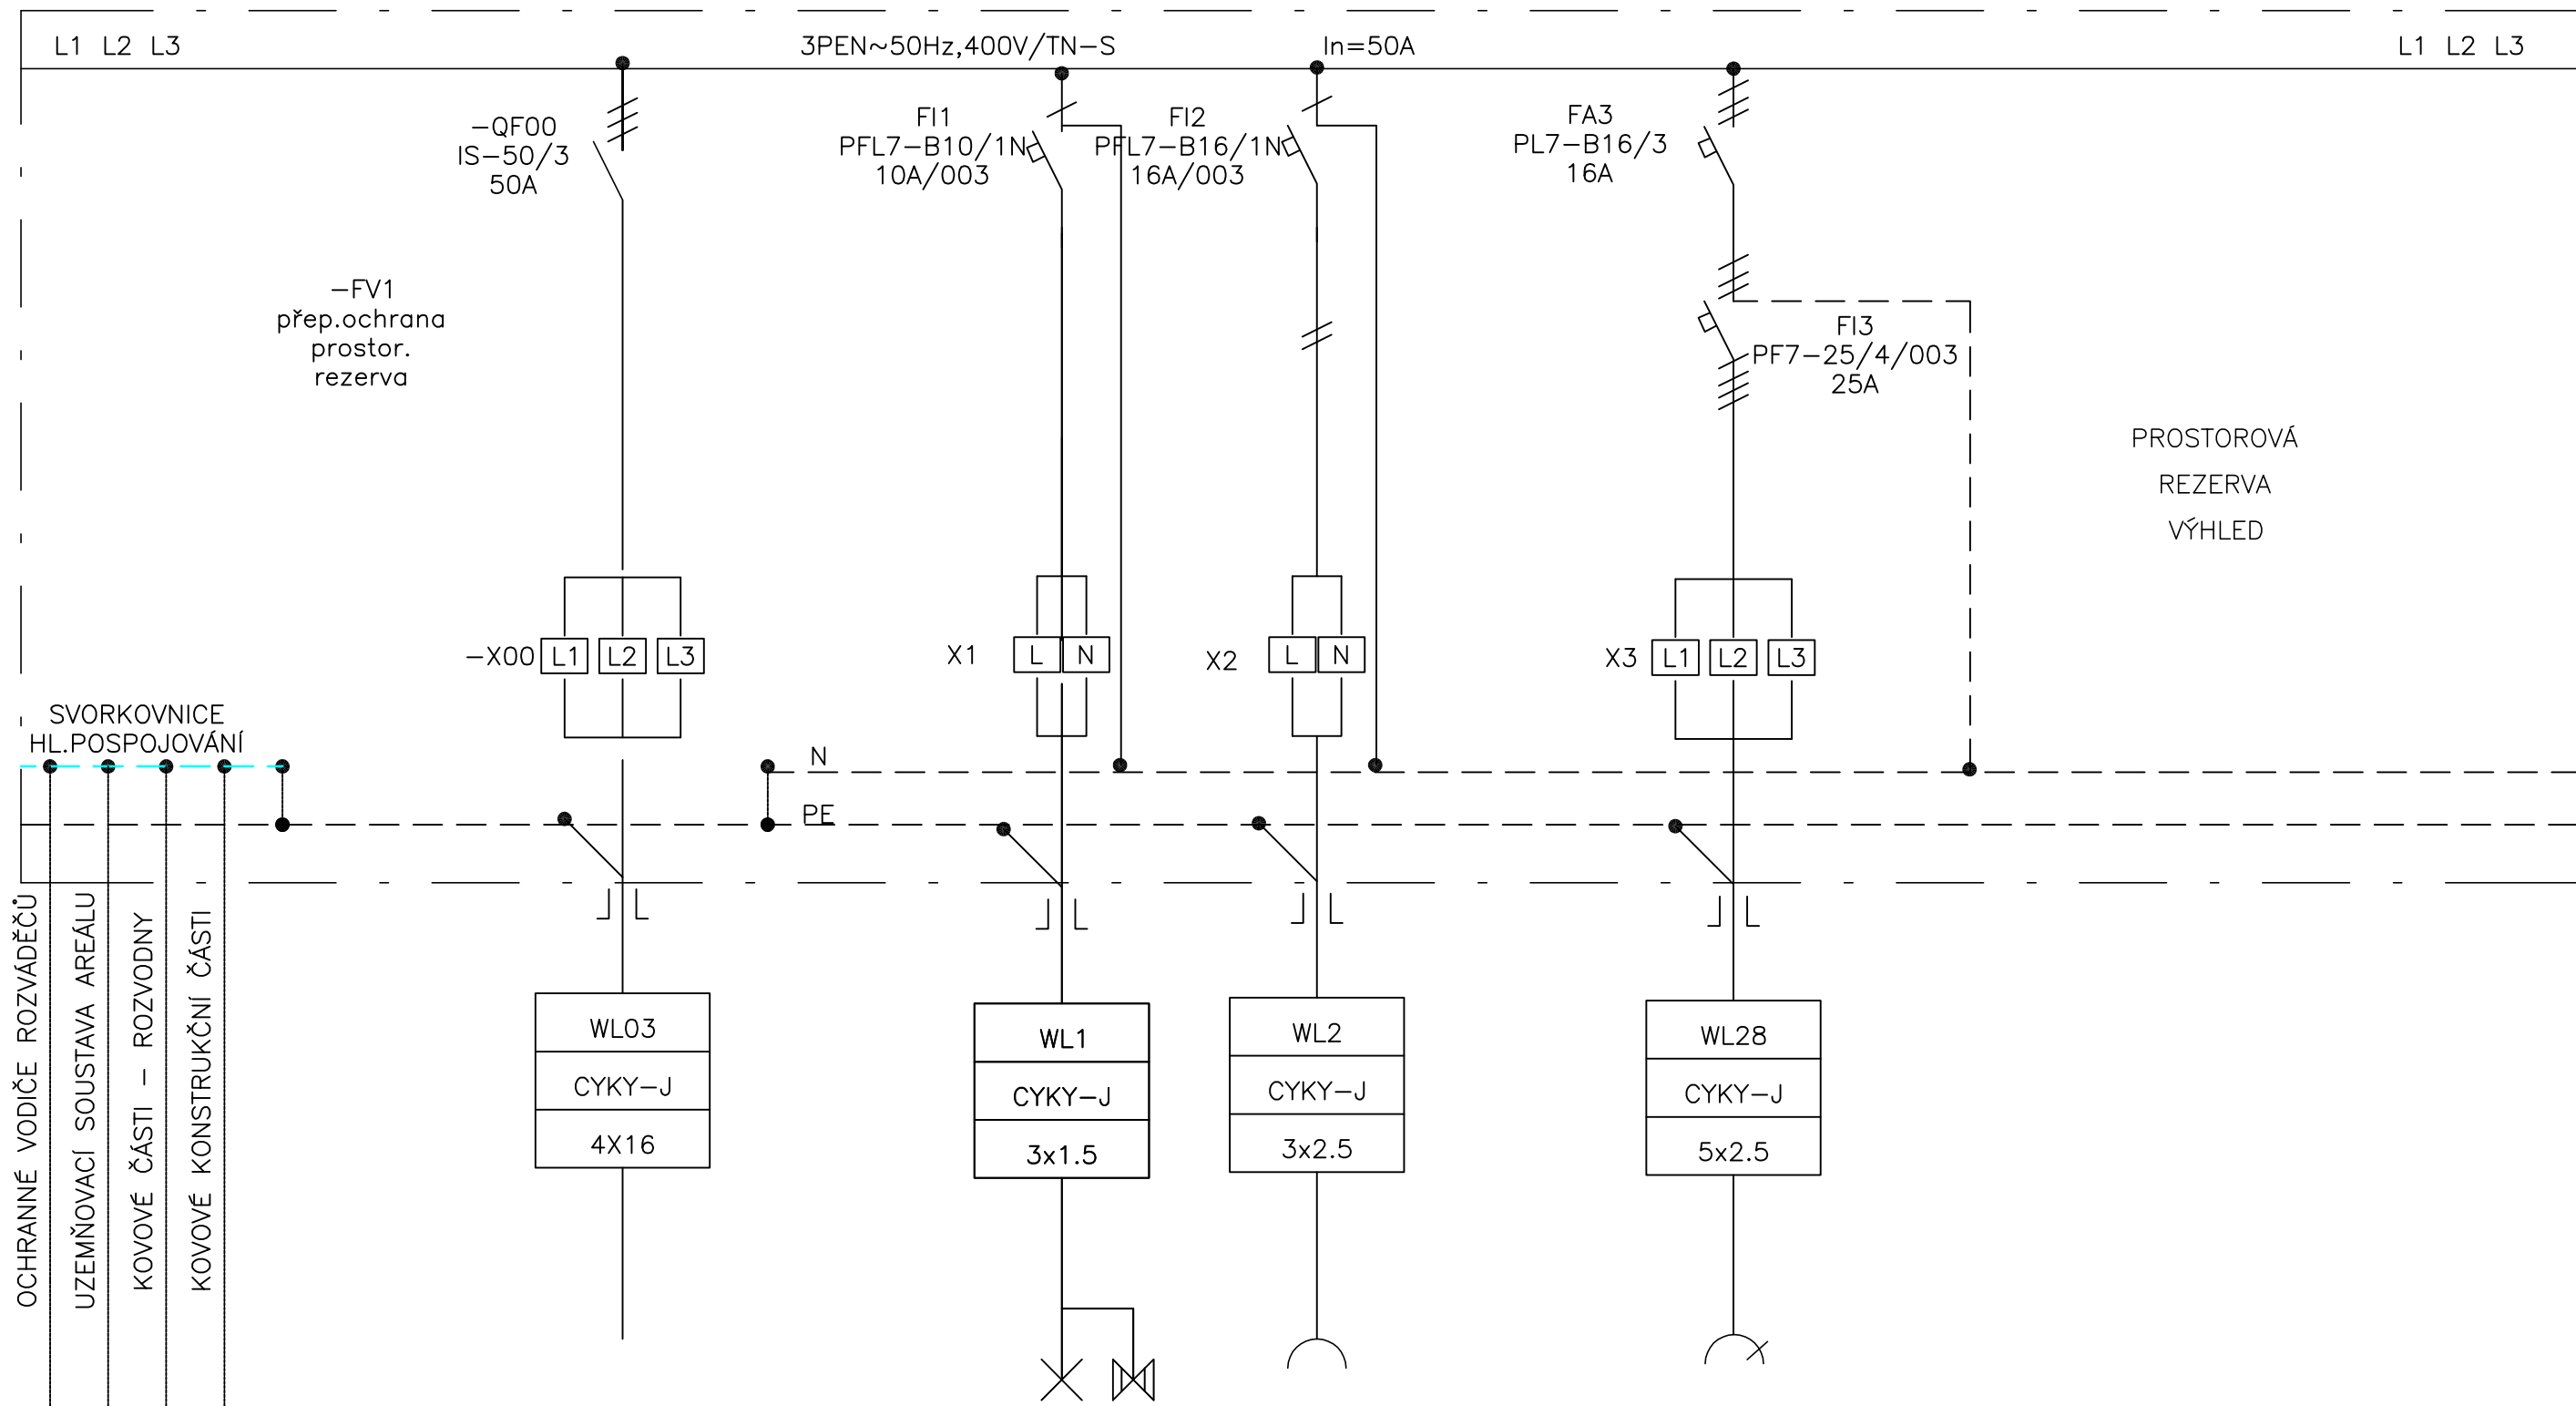 L1 L2 L3
3PEN~50Hz,400V/TN-S
In=50A
L1 L2 L3
-QF00
IS-50/3
50A
FI1
PFL7-B10/1N
10A/003
FI2
PFL7-B16/1N
16A/003
FA3
PL7-B16/3
16A
-FV1
přep.ochrana
prostor.
rezerva
FI3
PF7-25/4/003
25A
PROSTOROVÁ
REZERVA
VÝHLED
-X00 L1 L2 L3
X1 L N
X2 L N
X3 L1 L2 L3
SVORKOVNICE
HL.POSPOJOVÁNÍ
N
PE
OCHRANNÉ VODIČE ROZVÁDĚČŮ
UZEMŇOVACÍ SOUSTAVA AREÁLU
KOVOVÉ ČÁSTI - ROZVODNY
KOVOVÉ KONSTRUKČNÍ ČÁSTI
WL03
CYKY-J
4X16
WL1
CYKY-J
3x1.5
WL2
CYKY-J
3x2.5
WL28
CYKY-J
5x2.5